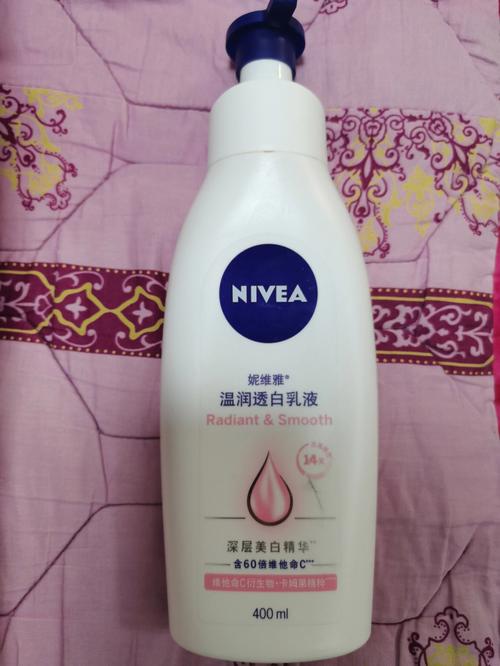 NIVEA
妮维雅®
温润透白乳液
Radiant & Smooth
14天
深层美白精华**
含60倍维他命C***
维他命C衍生物·卡姆果精粹****
400 ml